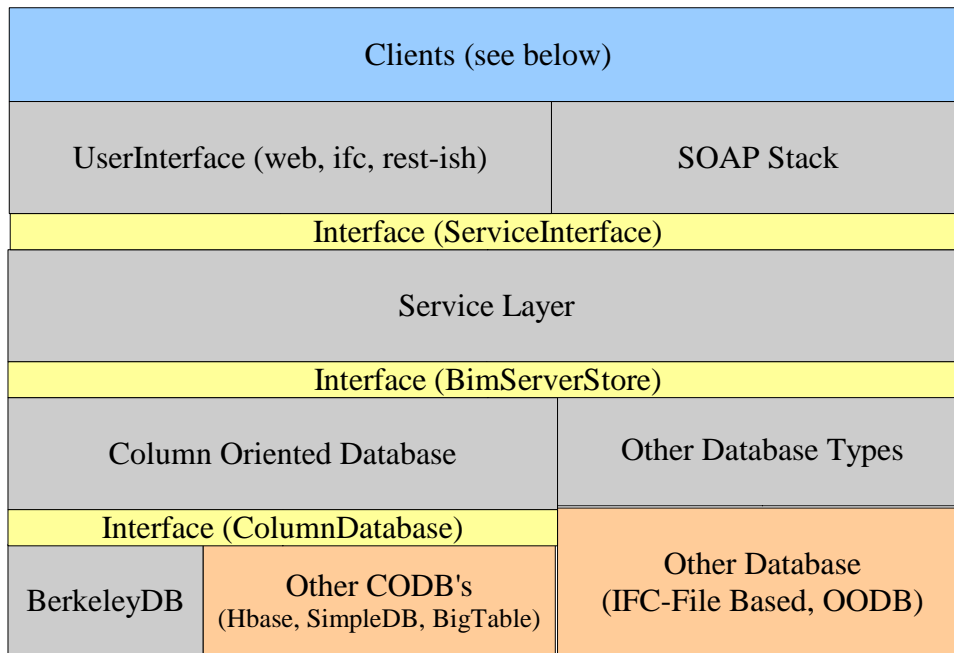 Clients (see below)
UserInterface (web, ifc, rest-ish)
SOAP Stack
Interface (ServiceInterface)
Service Layer
Interface (BimServerStore)
Column Oriented Database
Other Database Types
Interface (ColumnDatabase)
BerkeleyDB
Other CODB's
(Hbase, SimpleDB, BigTable)
Other Database
(IFC-File Based, OODB)